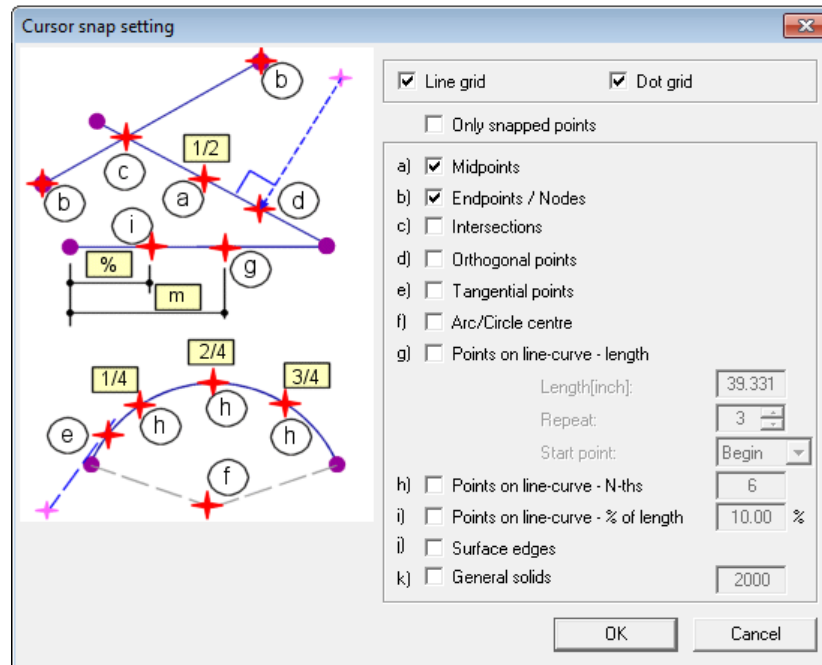 Cursor snap setting
b
c
1/2
b
a
d
i
%
g
m
2/4
1/4
3/4
h
e
h
h
f
Line grid Dot grid
Only snapped points
a) Midpoints
b) Endpoints / Nodes
c) Intersections
d) Orthogonal points
e) Tangential points
f) Arc/Circle centre
g) Points on line-curve - length
Length[inch]: 39.331
Repeat: 3
Start point: Begin
h) Points on line-curve - N-ths 6
i) Points on line-curve - % of length 10.00 %
j) Surface edges
k) General solids 2000
OK Cancel